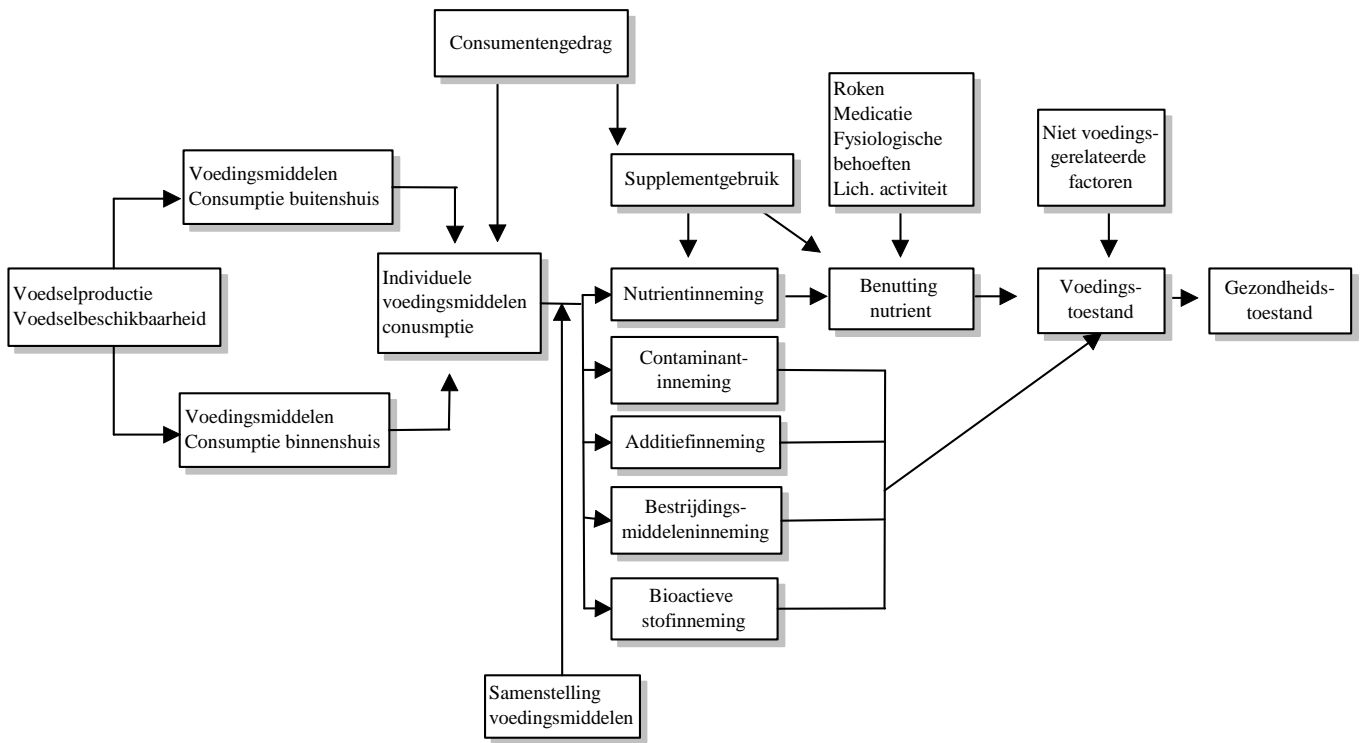 Consumentengedrag
Roken
Medicatie
Fysiologische
behoeften
Lich. activiteit
Niet voedings-
gerelateerde
factoren
Voedingsmiddelen
Consumptie buitenshuis
Supplementgebruik
Voedselproductie
Voedselbeschikbaarheid
Individuele
voedingsmiddelen
conusmptie
Nutrientinneming
Benutting
nutrient
Voedings-
toestand
Gezondheids-
toestand
Contaminant-
inneming
Voedingsmiddelen
Consumptie binnenshuis
Additiefinneming
Bestrijdings-
middeleninneming
Bioactieve
stofinneming
Samenstelling
voedingsmiddelen